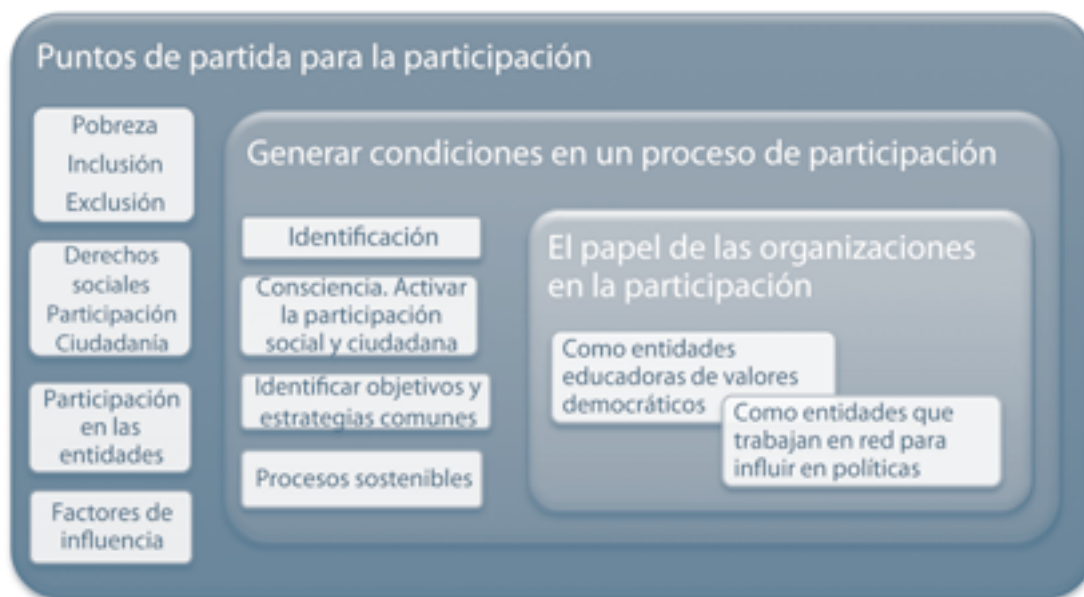 Puntos de partida para la participación
Pobreza
Inclusión
Exclusión
Derechos
sociales
Participación
Ciudadanía
Participación
en las
entidades
Factores de
influencia
Generar condiciones en un proceso de participación
Identificación
Consciencia. Activar
la participación
social y ciudadana
Identificar objetivos y
estrategias comunes
Procesos sostenibles
El papel de las organizaciones
en la participación
Como entidades
educadoras de valores
democráticos
Como entidades que
trabajan en red para
influir en políticas